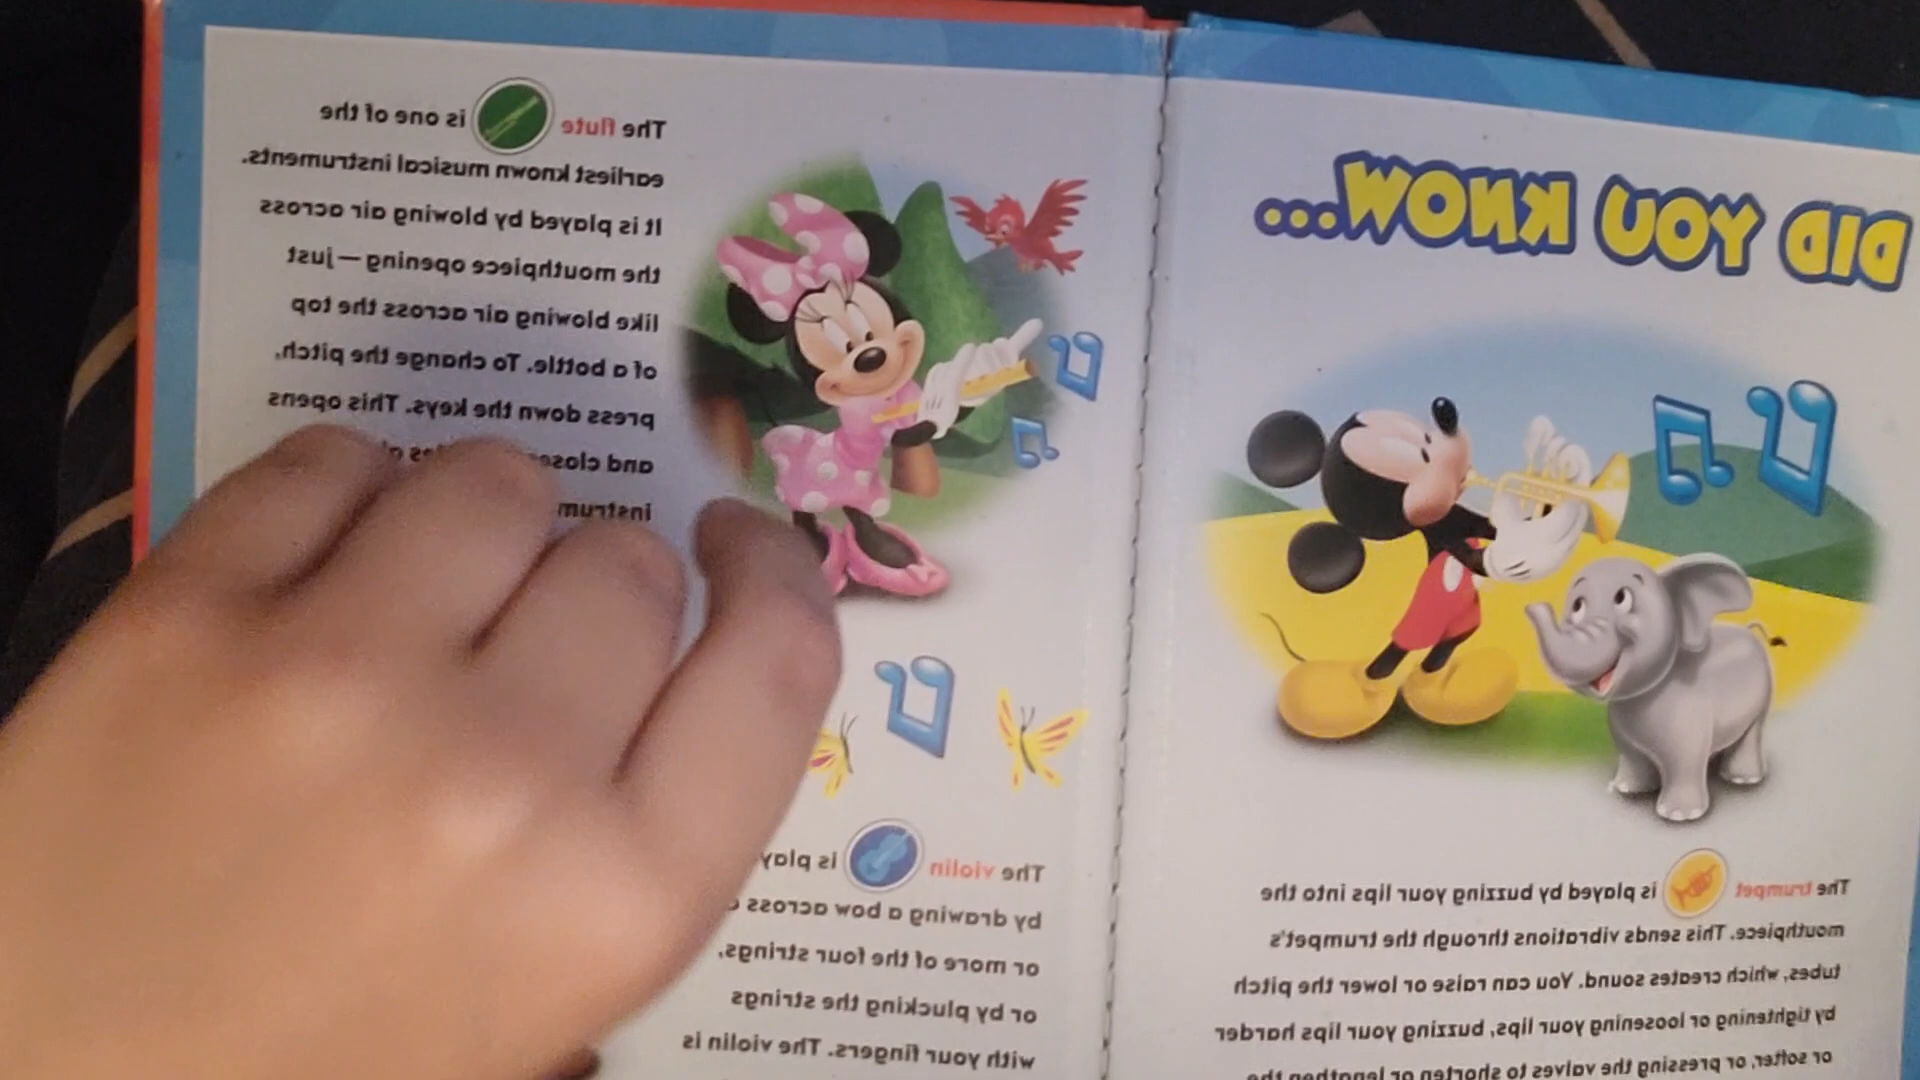 DID YOU KNOW...
The trumpet is played by buzzing your lips into the
mouthpiece. This sends vibrations through the trumpet's
tubes, which creates sound. You can raise or lower the pitch
by tightening or loosening your lips, buzzing your lips harder
or softer, or pressing the valves to shorten or lengthen the
The flute is one of the
earliest known musical instruments.
It is played by blowing air across
the mouthpiece opening—just
like blowing air across the top
of a bottle. To change the pitch,
press down the keys. This opens
and close
instrum
The violin is play
by drawing a bow across
or more of the four strings,
or by plucking the strings
with your fingers. The violin is